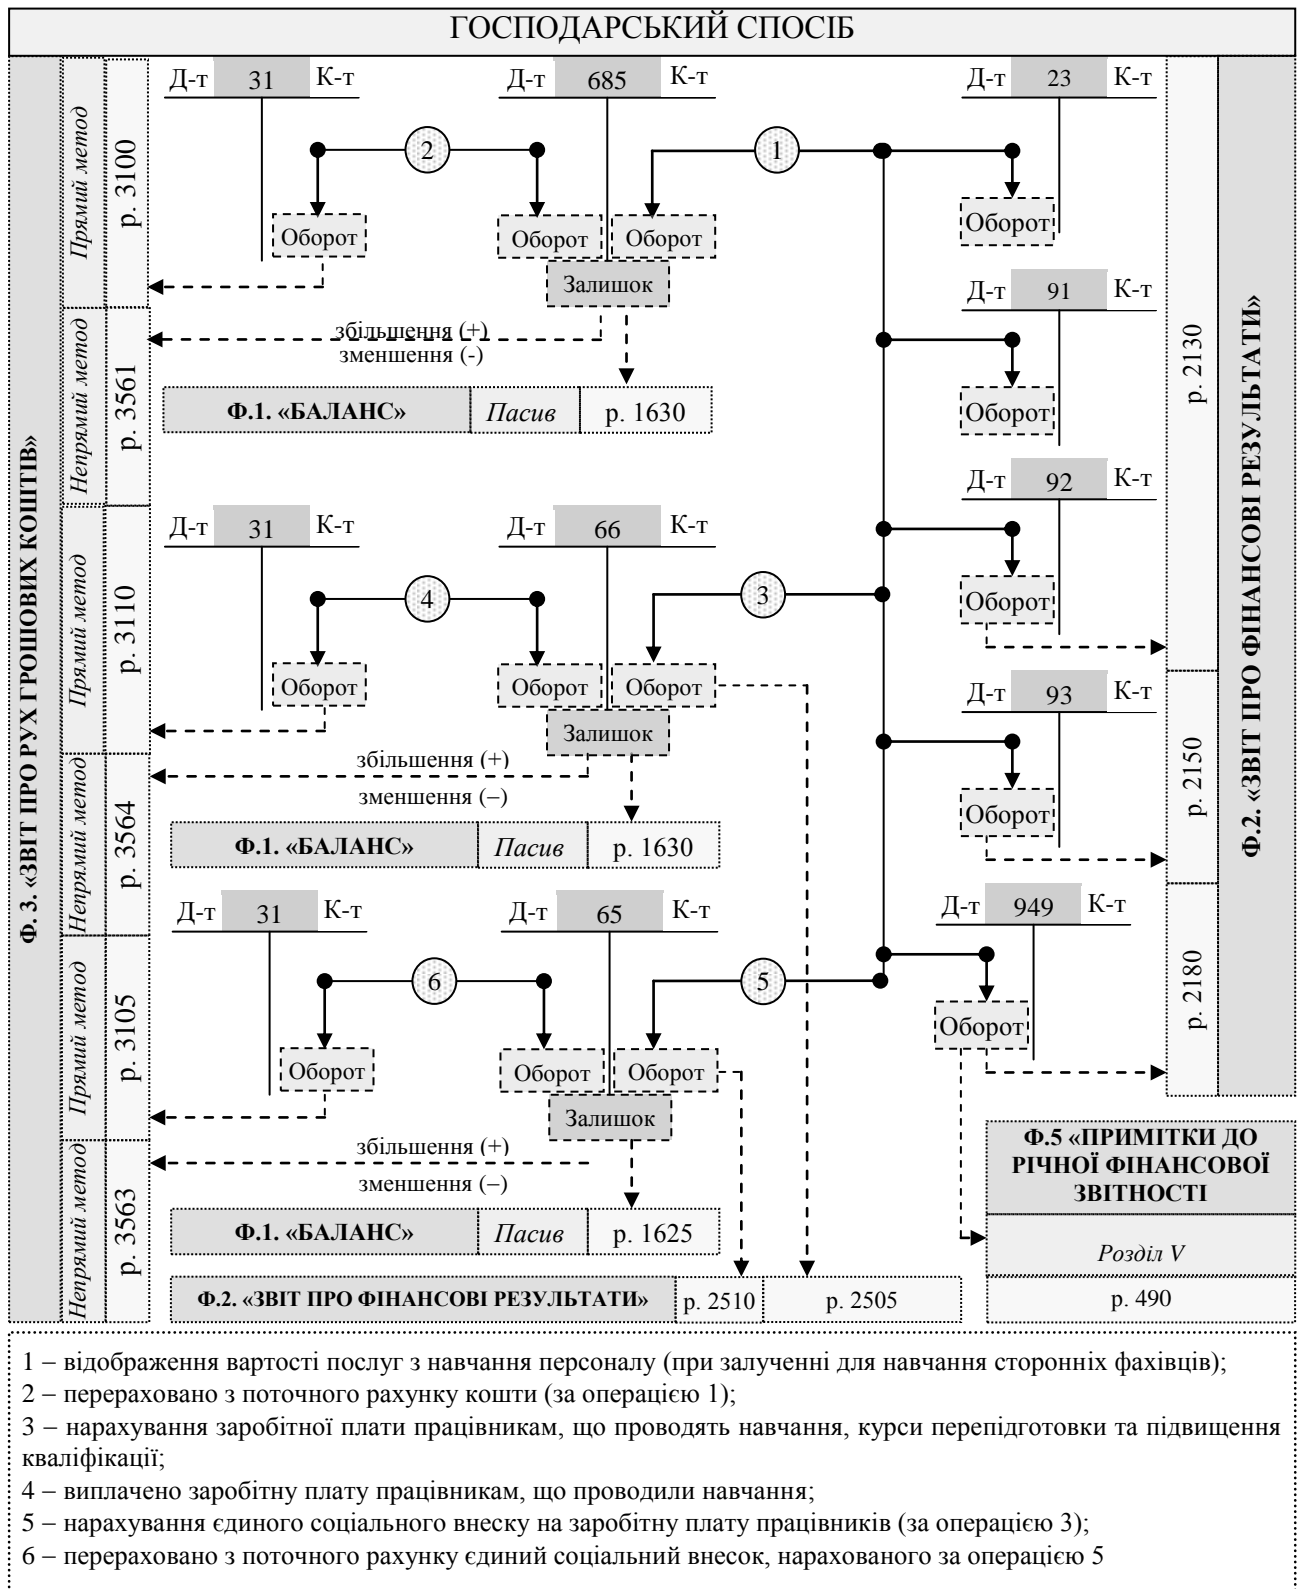 ГОСПОДАРСЬКИЙ СПОСІБ
Ф. 3. «ЗВІТ ПРО РУХ ГРОШОВИХ КОШТІВ»
Прямий метод
р. 3100
Непрямий метод
р. 3561
Прямий метод
р. 3110
Непрямий метод
р. 3564
Прямий метод
р. 3105
Непрямий метод
р. 3563
Д-т 31 К-т
Д-т 685 К-т
Д-т 23 К-т
2
1
Оборот
Оборот
Оборот
Оборот
Залишок
збільшення (+)
зменшення (-)
Ф.1. «БАЛАНС» Пасив р. 1630
Д-т 91 К-т
Оборот
Д-т 92 К-т
Оборот
Д-т 31 К-т
Д-т 66 К-т
4
3
Оборот
Оборот
Оборот
Залишок
збільшення (+)
зменшення (–)
Ф.1. «БАЛАНС» Пасив р. 1630
Д-т 93 К-т
Оборот
Д-т 31 К-т
Д-т 65 К-т
Д-т 949 К-т
6
5
Оборот
Оборот
Оборот
Оборот
Залишок
збільшення (+)
зменшення (–)
Ф.1. «БАЛАНС» Пасив р. 1625
Ф.2. «ЗВІТ ПРО ФІНАНСОВІ РЕЗУЛЬТАТИ» р. 2510 р. 2505
р. 2130
р. 2150
р. 2180
Ф.2. «ЗВІТ ПРО ФІНАНСОВІ РЕЗУЛЬТАТИ»
Ф.5 «ПРИМІТКИ ДО
РІЧНОЇ ФІНАНСОВОЇ
ЗВІТНОСТІ
Розділ V
р. 490
1 – відображення вартості послуг з навчання персоналу (при залученні для навчання сторонніх фахівців);
2 – перераховано з поточного рахунку кошти (за операцією 1);
3 – нарахування заробітної плати працівникам, що проводять навчання, курси перепідготовки та підвищення
кваліфікації;
4 – виплачено заробітну плату працівникам, що проводили навчання;
5 – нарахування єдиного соціального внеску на заробітну плату працівників (за операцією 3);
6 – перераховано з поточного рахунку єдиний соціальний внесок, нарахованого за операцією 5